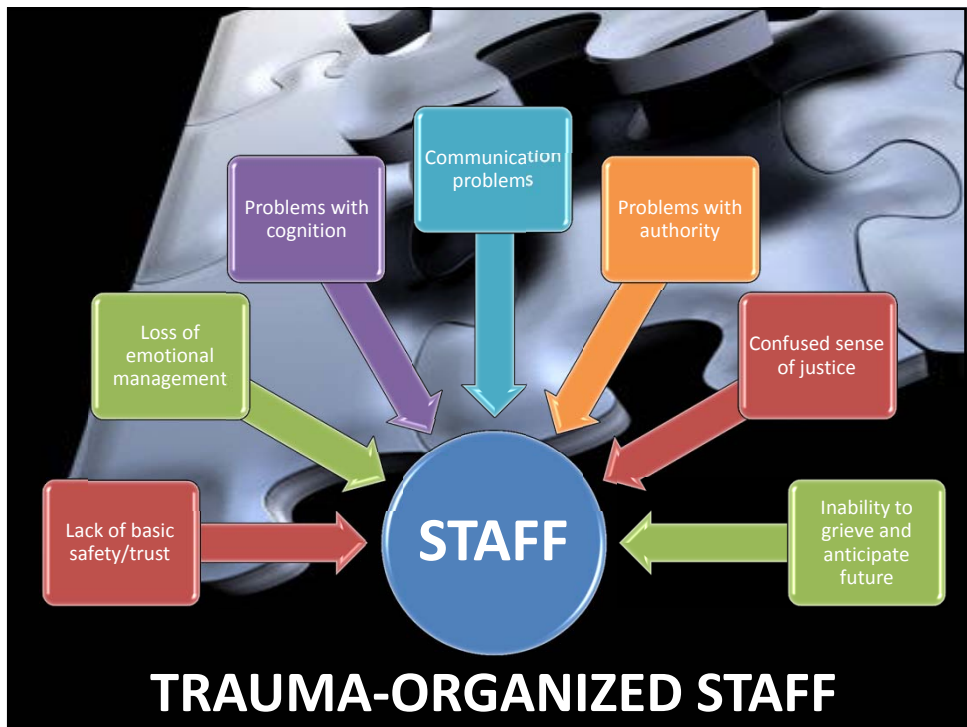 Communication
problems
Problems with
cognition
Problems with
authority
Loss of
emotional
management
Confused sense
of justice
Lack of basic
safety/trust
Inability to
grieve and
anticipate
future
STAFF
TRAUMA-ORGANIZED STAFF